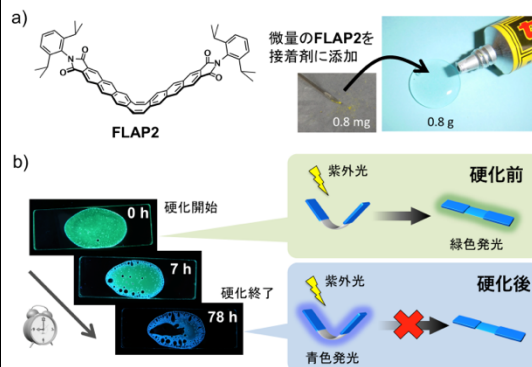 a)
O
N
O
O
N
O
FLAP2
微量のFLAP2を
接着剤に添加
0.8 mg
0.8 g
b)
0 h
硬化開始
7 h
硬化終了
78 h
紫外光
硬化前
緑色発光
紫外光
硬化後
青色発光